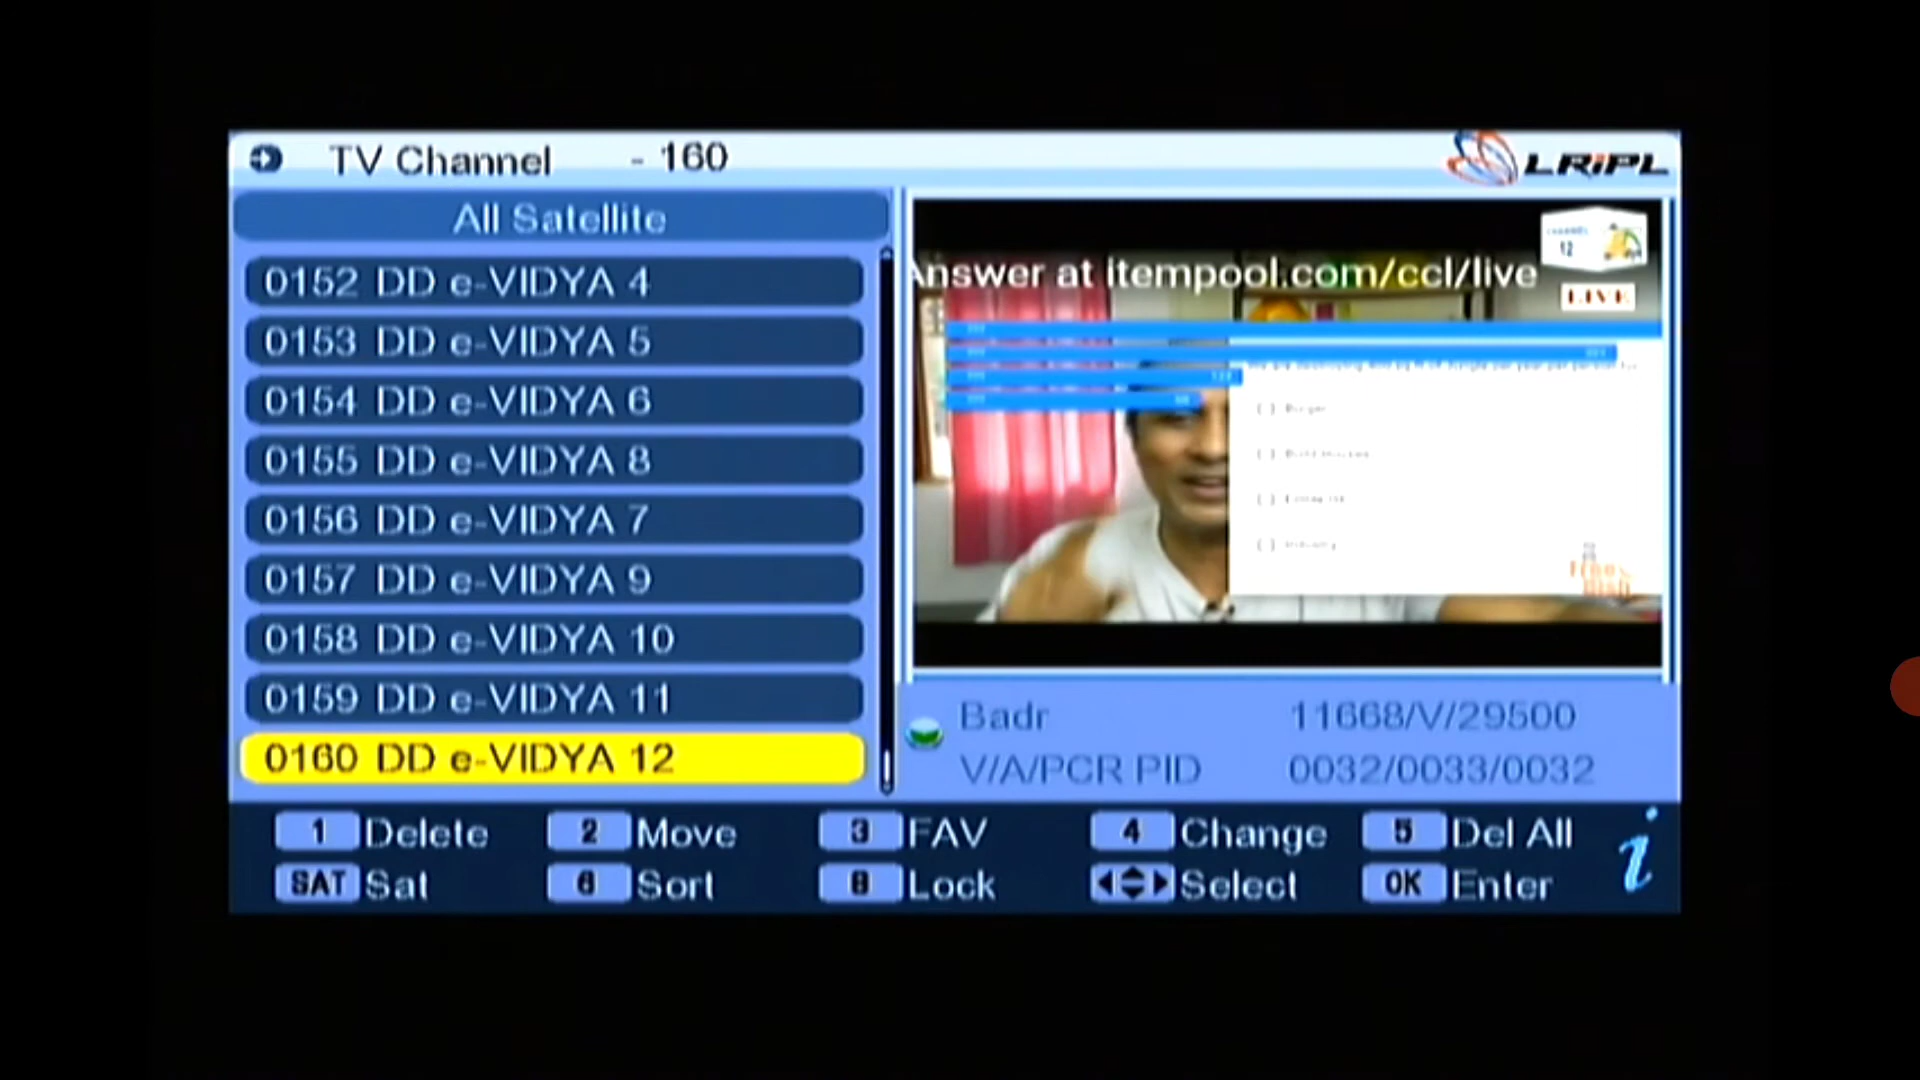 TV Channel - 160
LRIPL
All Satellite
0152 DD e-VIDYA 4
0153 DD e-VIDYA 5
0154 DD e-VIDYA 6
0155 DD e-VIDYA 8
0156 DD e-VIDYA 7
0157 DD e-VIDYA 9
0158 DD e-VIDYA 10
0159 DD e-VIDYA 11
0160 DD e-VIDYA 12
Answer at itempool.com/ccl/live
12
LIVE
Badr 11668/V/29500
V/A/PCR PID 0032/0033/0032
1 Delete 2 Move 3 FAV 4 Change 5 Del All
SAT Sat 6 Sort 8 Lock Select OK Enter
i